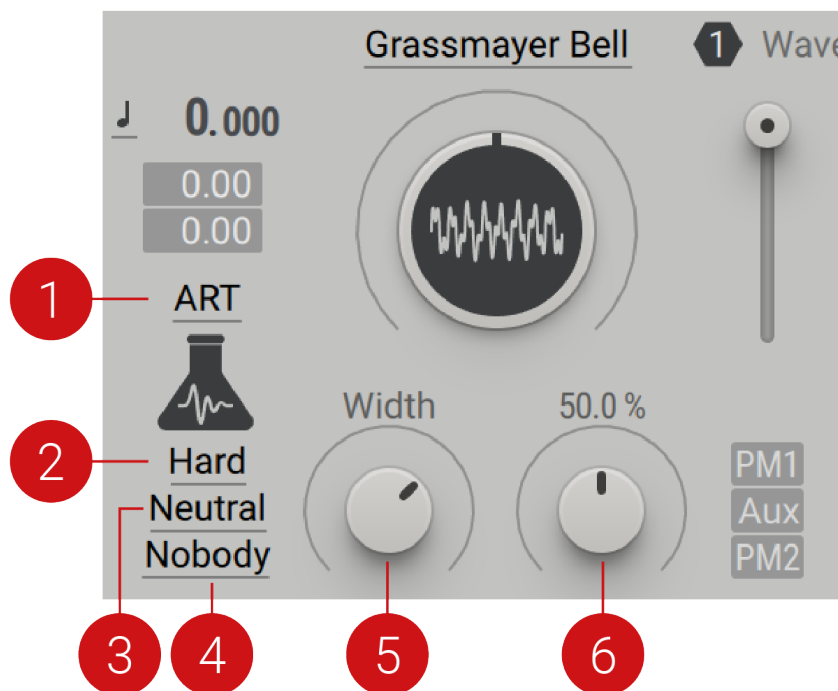 Grassmayer Bell
1 Wave
0.000
0.00
0.00
1
ART
Width
50.0 %
2
Hard
Neutral
Nobody
PM1
Aux
PM2
3
4
5
6